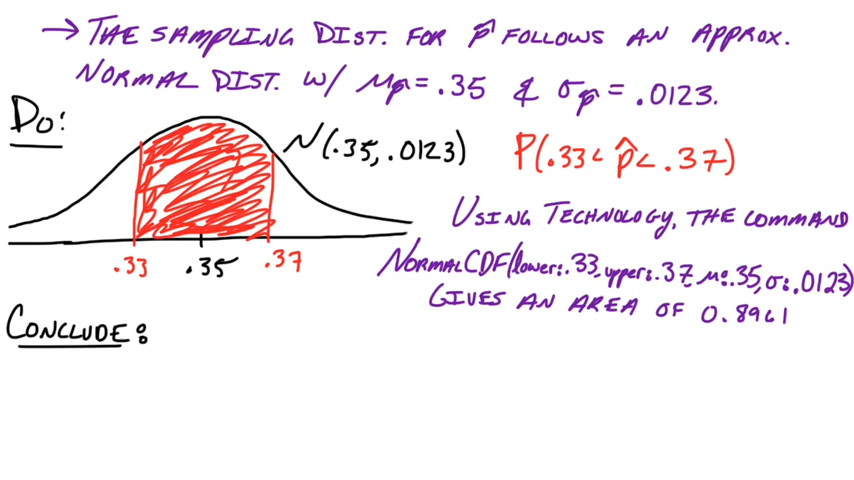 → THE SAMPLING DIST. FOR p̂ FOLLOWS AN APPROX.
NORMAL DIST. W/ μp̂ = .35 & σp̂ = .0123.
DO:
N(.35, .0123)
P(.33 < p̂ < .37)
.33 .35 .37
USING TECHNOLOGY, THE COMMAND
NORMALCDF(lower:.33, upper:.37, μ:.35, σ:.0123)
GIVES AN AREA OF 0.8961
CONCLUDE: